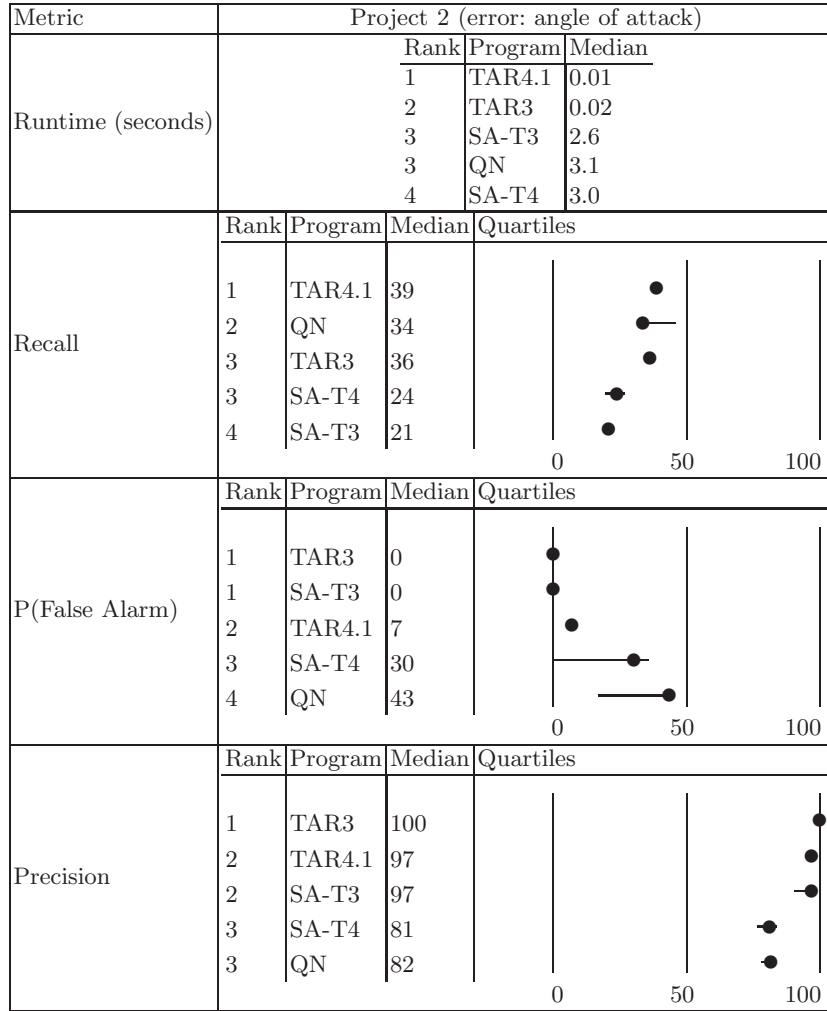 Metric Project 2 (error: angle of attack)
Runtime (seconds)
Rank Program Median
1 TAR4.1 0.01
2 TAR3 0.02
3 SA-T3 2.6
3 QN 3.1
4 SA-T4 3.0
Recall
Rank Program Median Quartiles
1 TAR4.1 39
2 QN 34
3 TAR3 36
3 SA-T4 24
4 SA-T3 21
0 50 100
P(False Alarm)
Rank Program Median Quartiles
1 TAR3 0
1 SA-T3 0
2 TAR4.1 7
3 SA-T4 30
4 QN 43
0 50 100
Precision
Rank Program Median Quartiles
1 TAR3 100
2 TAR4.1 97
2 SA-T3 97
3 SA-T4 81
3 QN 82
0 50 100